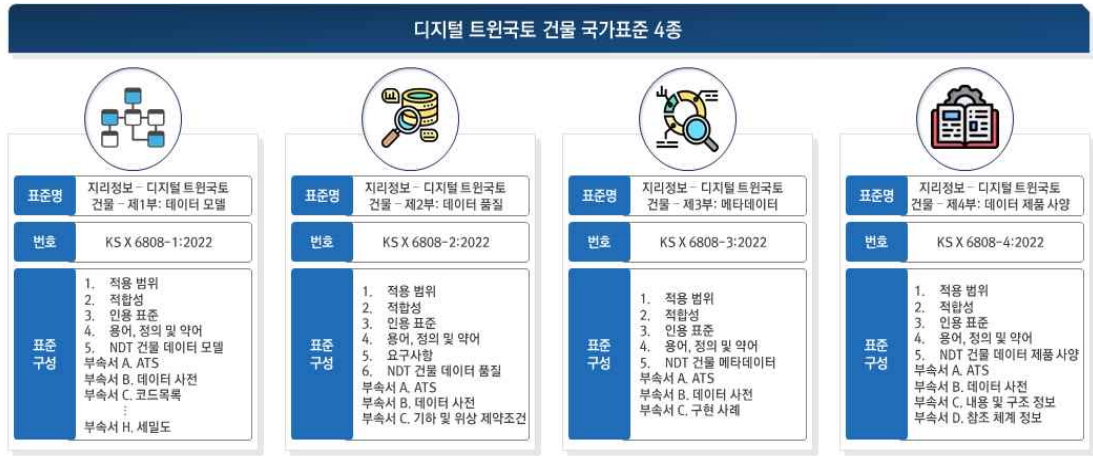 디지털 트윈국토 건물 국가표준 4종
표준명
지리정보 - 디지털 트윈국토
건물 - 제1부: 데이터 모델
번호
KS X 6808-1:2022
표준
구성
1. 적용 범위
2. 적합성
3. 인용 표준
4. 용어, 정의 및 약어
5. NDT 건물 데이터 모델
부속서 A. ATS
부속서 B. 데이터 사전
부속서 C. 코드목록
⋮
부속서 H. 세밀도
표준명
지리정보 - 디지털 트윈국토
건물 - 제2부: 데이터 품질
번호
KS X 6808-2:2022
표준
구성
1. 적용 범위
2. 적합성
3. 인용 표준
4. 용어, 정의 및 약어
5. 요구사항
6. NDT 건물 데이터 품질
부속서 A. ATS
부속서 B. 데이터 사전
부속서 C. 기하 및 위상 제약조건
표준명
지리정보 - 디지털 트윈국토
건물 - 제3부: 메타데이터
번호
KS X 6808-3:2022
표준
구성
1. 적용 범위
2. 적합성
3. 인용 표준
4. 용어, 정의 및 약어
5. NDT 건물 메타데이터
부속서 A. ATS
부속서 B. 데이터 사전
부속서 C. 구현 사례
표준명
지리정보 - 디지털 트윈국토
건물 - 제4부: 데이터 제품 사양
번호
KS X 6808-4:2022
표준
구성
1. 적용 범위
2. 적합성
3. 인용 표준
4. 용어, 정의 및 약어
5. NDT 건물 데이터 제품 사양
부속서 A. ATS
부속서 B. 데이터 사전
부속서 C. 내용 및 구조 정보
부속서 D. 참조 체계 정보